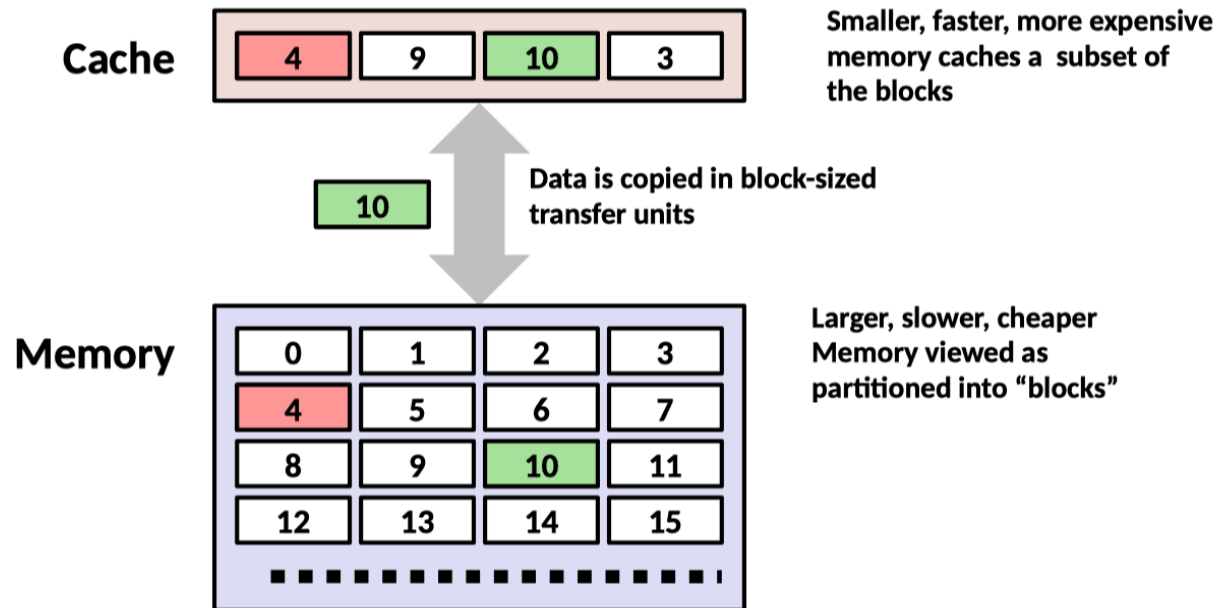 Cache
4 9 10 3
Smaller, faster, more expensive
memory caches a subset of
the blocks
10
Data is copied in block-sized
transfer units
Memory
0 1 2 3
4 5 6 7
8 9 10 11
12 13 14 15
Larger, slower, cheaper
Memory viewed as
partitioned into “blocks”